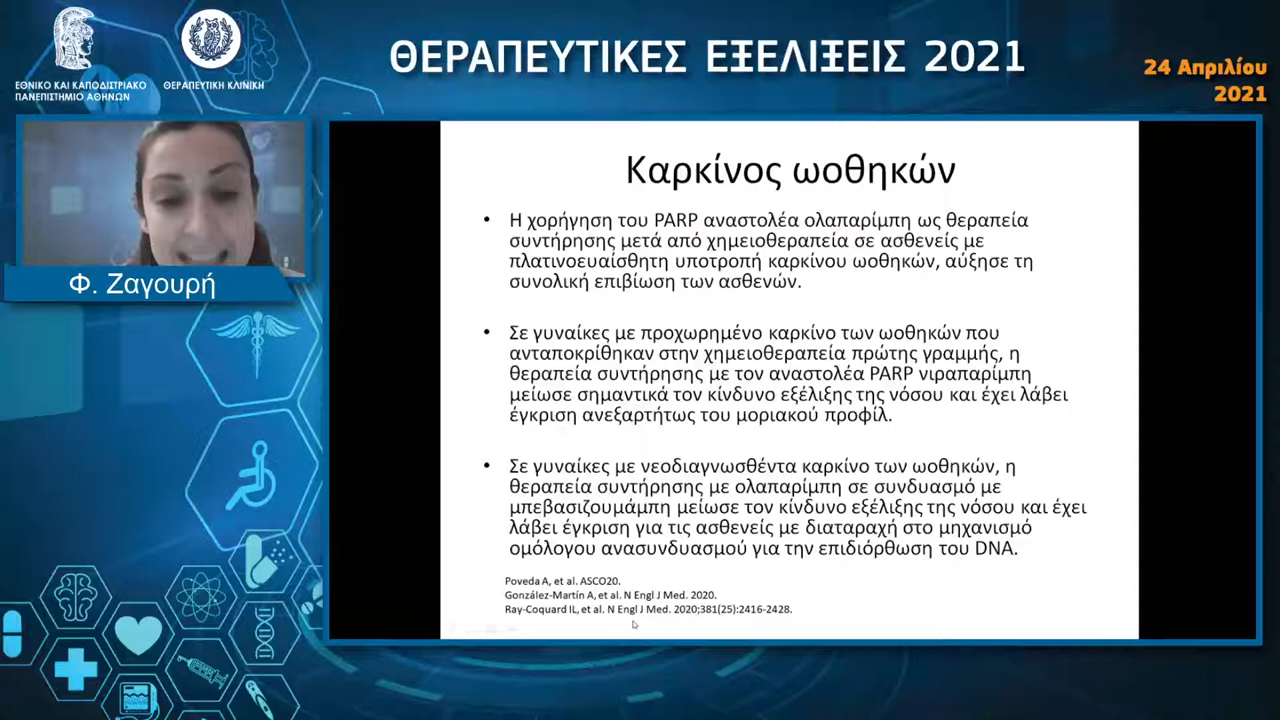 ΕΘΝΙΚΟ ΚΑΙ ΚΑΠΟΔΙΣΤΡΙΑΚΟ
ΠΑΝΕΠΙΣΤΗΜΙΟ ΑΘΗΝΩΝ
ΘΕΡΑΠΕΥΤΙΚΗ ΚΛΙΝΙΚΗ
ΘΕΡΑΠΕΥΤΙΚΕΣ ΕΞΕΛΙΞΕΙΣ 2021
24 Απριλίου
2021
Φ. Ζαγουρή
Καρκίνος ωοθηκών
• Η χορήγηση του PARP αναστολέα ολαπαρίμπη ως θεραπεία
συντήρησης μετά από χημειοθεραπεία σε ασθενείς με
πλατινοευαίσθητη υποτροπή καρκίνου ωοθηκών, αύξησε τη
συνολική επιβίωση των ασθενών.
• Σε γυναίκες με προχωρημένο καρκίνο των ωοθηκών που
ανταποκρίθηκαν στην χημειοθεραπεία πρώτης γραμμής, η
θεραπεία συντήρησης με τον αναστολέα PARP νιραπαρίμπη
μείωσε σημαντικά τον κίνδυνο εξέλιξης της νόσου και έχει λάβει
έγκριση ανεξαρτήτως του μοριακού προφίλ.
• Σε γυναίκες με νεοδιαγνωσθέντα καρκίνο των ωοθηκών, η
θεραπεία συντήρησης με ολαπαρίμπη σε συνδυασμό με
μπεβασιζουμάμπη μείωσε τον κίνδυνο εξέλιξης της νόσου και έχει
λάβει έγκριση για τις ασθενείς με διαταραχή στο μηχανισμό
ομόλογου ανασυνδυασμού για την επιδιόρθωση του DNA.
Poveda A, et al. ASCO20.
González-Martín A, et al. N Engl J Med. 2020.
Ray-Coquard IL, et al. N Engl J Med. 2020;381(25):2416-2428.